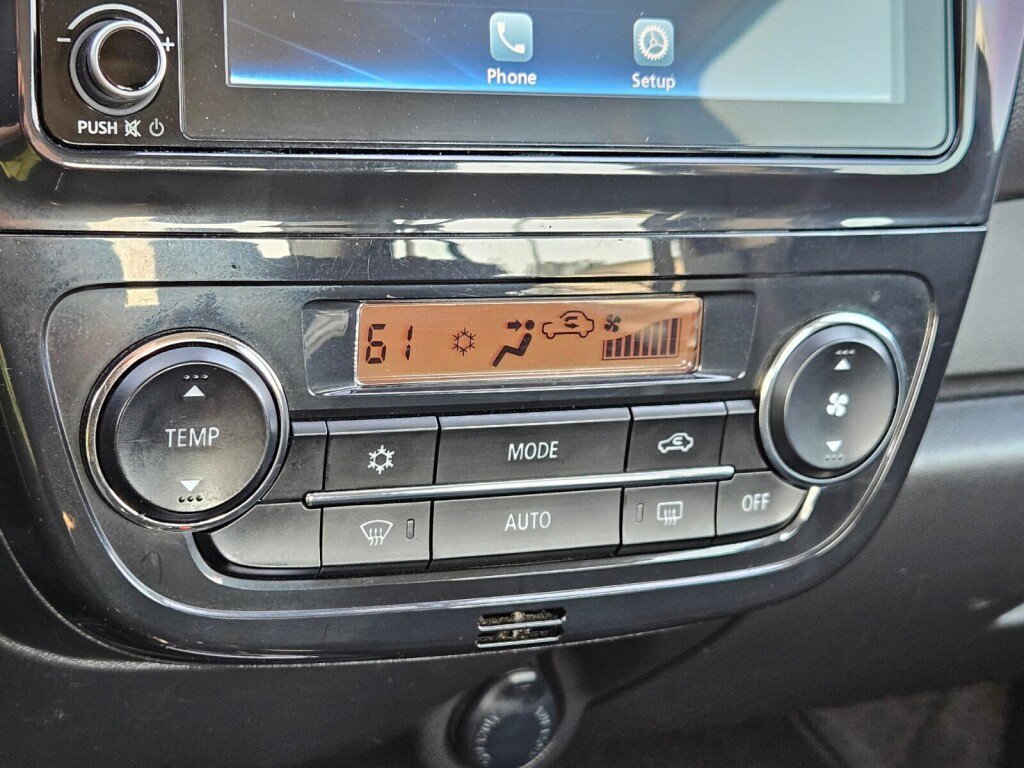 Phone
Setup
− +
PUSH
61
TEMP
MODE
AUTO
OFF